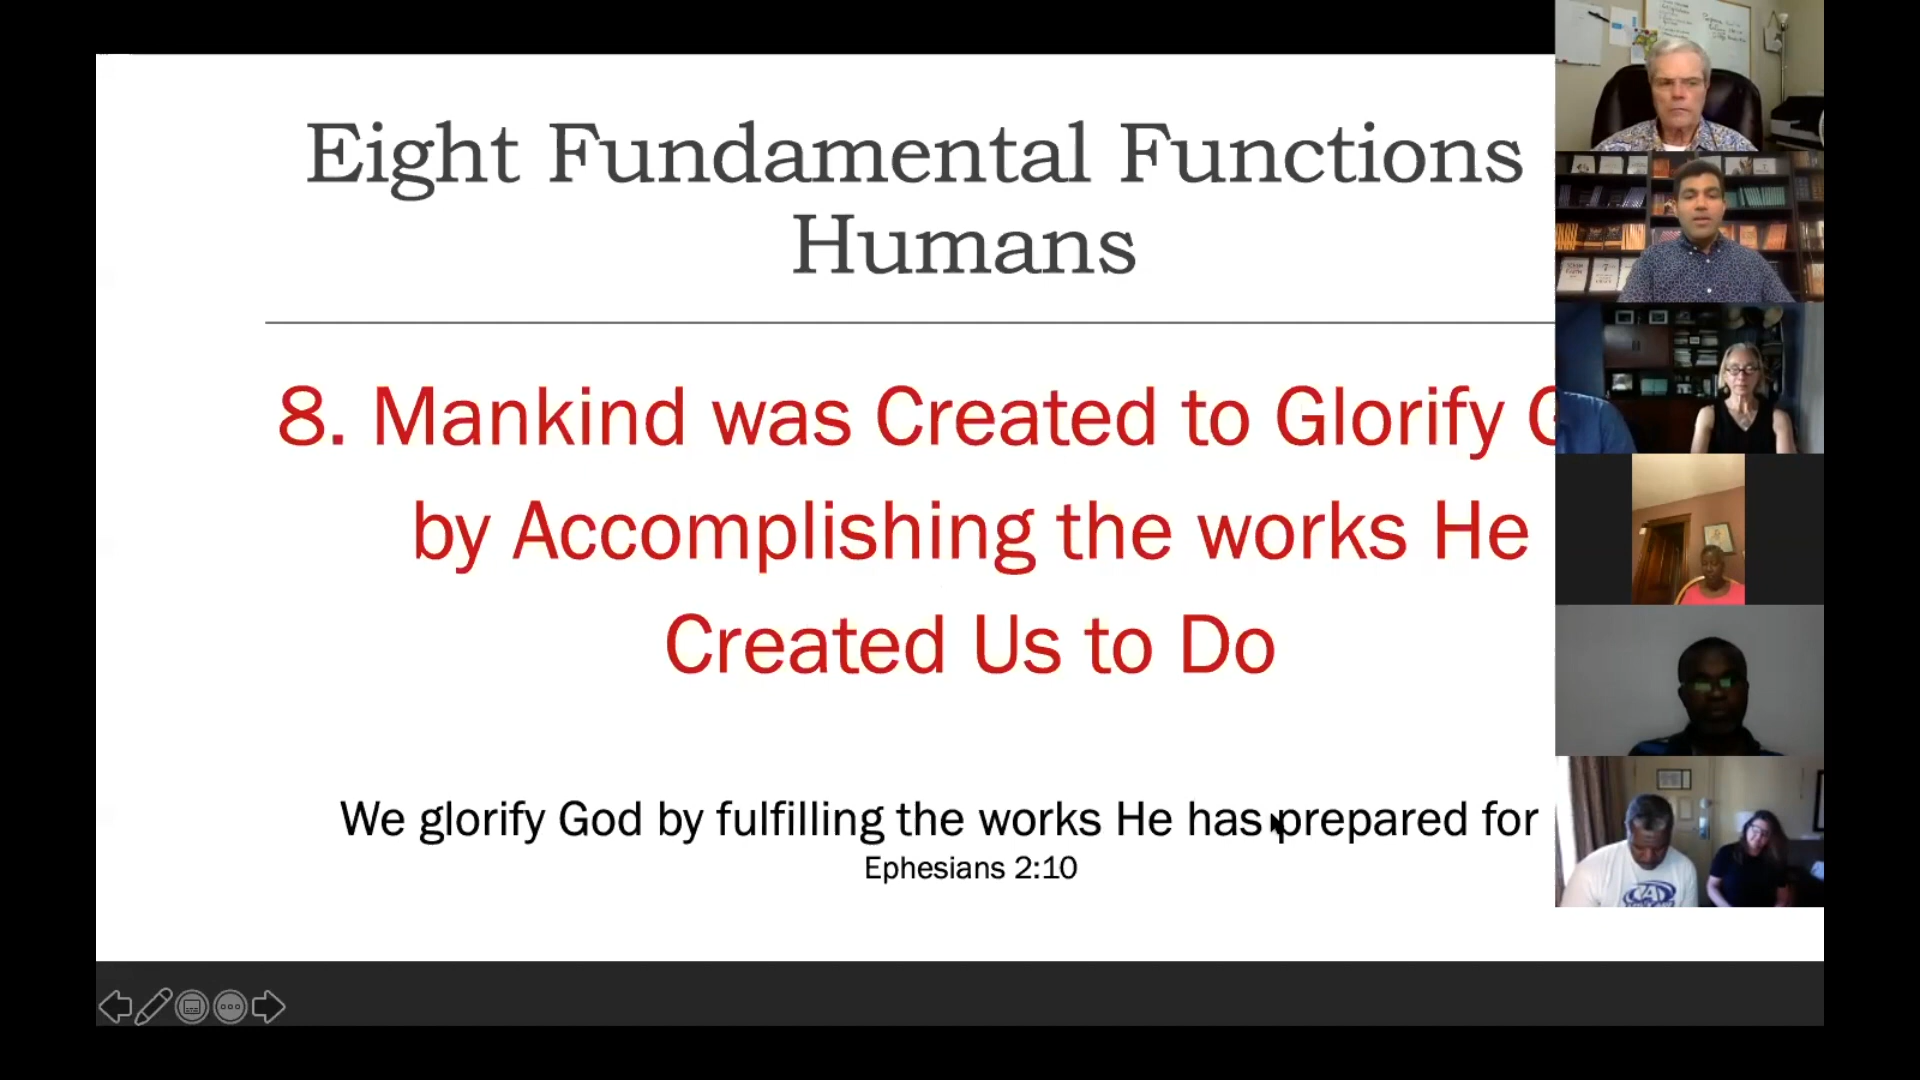 Eight Fundamental Functions
Humans
8. Mankind was Created to Glorify G
by Accomplishing the works He
Created Us to Do
We glorify God by fulfilling the works He has prepared for
Ephesians 2:10